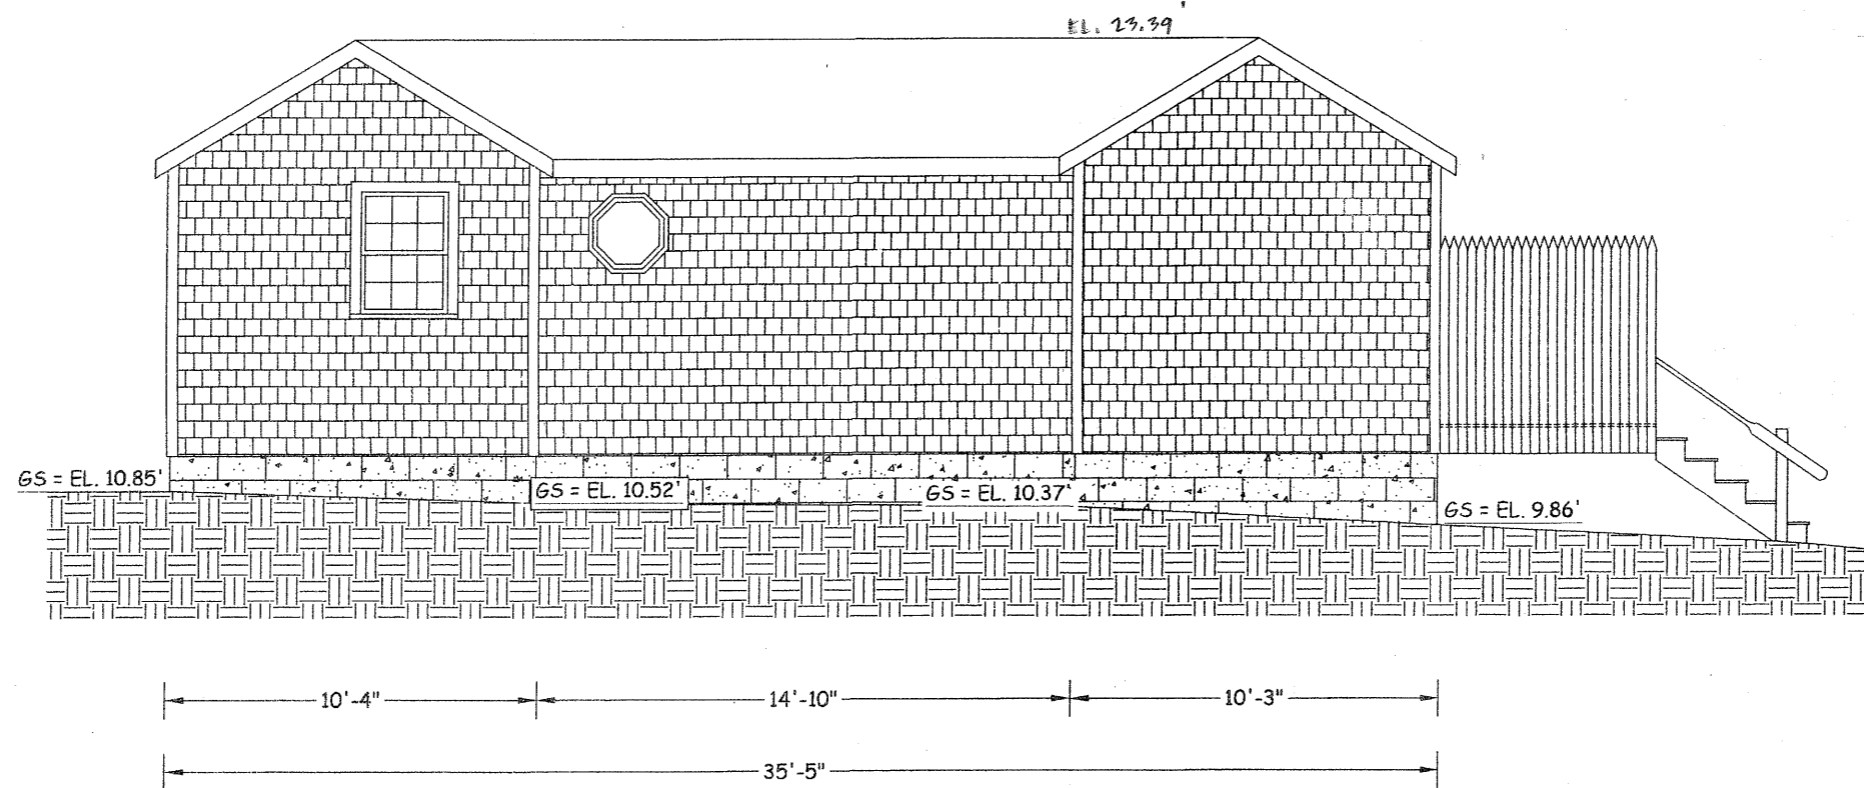 EL. 23.39'
GS = EL. 10.85'
GS = EL. 10.52'
GS = EL. 10.37'
GS = EL. 9.86'
10'-4"
14'-10"
10'-3"
35'-5"